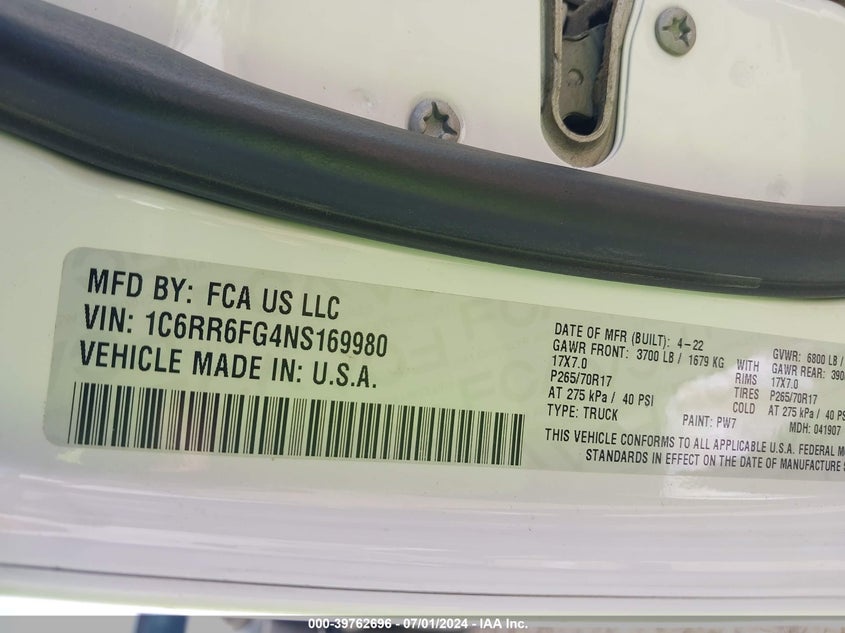 MFD BY: FCA US LLC
VIN: 1C6RR6FG4NS169980
VEHICLE MADE IN: U.S.A.
DATE OF MFR (BUILT): 4-22 GVWR: 6800 LB /
GAWR FRONT: 3700 LB / 1679 KG WITH GAWR REAR:
17X7.0 RIMS 17X7.0
P265/70R17 TIRES P265/70R17
AT 275 kPa / 40 PSI COLD AT 275 kPa / 40
TYPE: TRUCK PAINT: PW7 MDH: 041907
THIS VEHICLE CONFORMS TO ALL APPLICABLE U.S.A. FEDERAL
STANDARDS IN EFFECT ON THE DATE OF MANUFACTURE
000-39762696 - 07/01/2024 - IAA Inc.